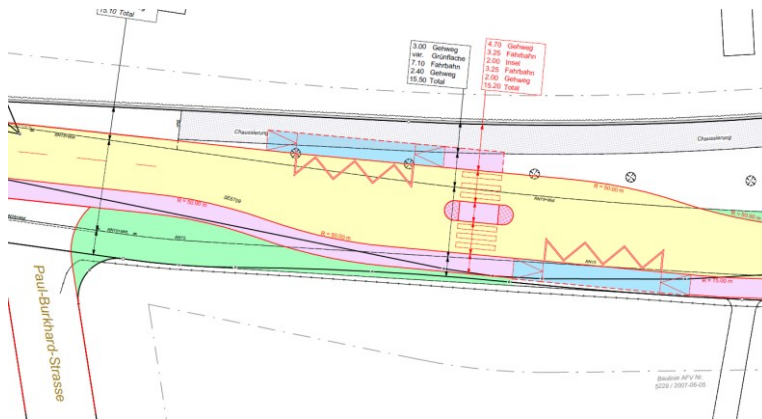 15.10 Total
3.00 Gehweg
var. Grünfläche
7.10 Fahrbahn
2.40 Gehweg
15.50 Total
4.70 Gehweg
3.25 Fahrbahn
2.00 Insel
3.25 Fahrbahn
2.00 Gehweg
15.20 Total
Chaussierung
Chaussierung
R = 50.00 m
R = 50.00 m
R = 50.00 m
R = 15.00 m
Paul-Burkhard-Strasse
Baulinie AFV Nr.
5228 / 2007-06-05